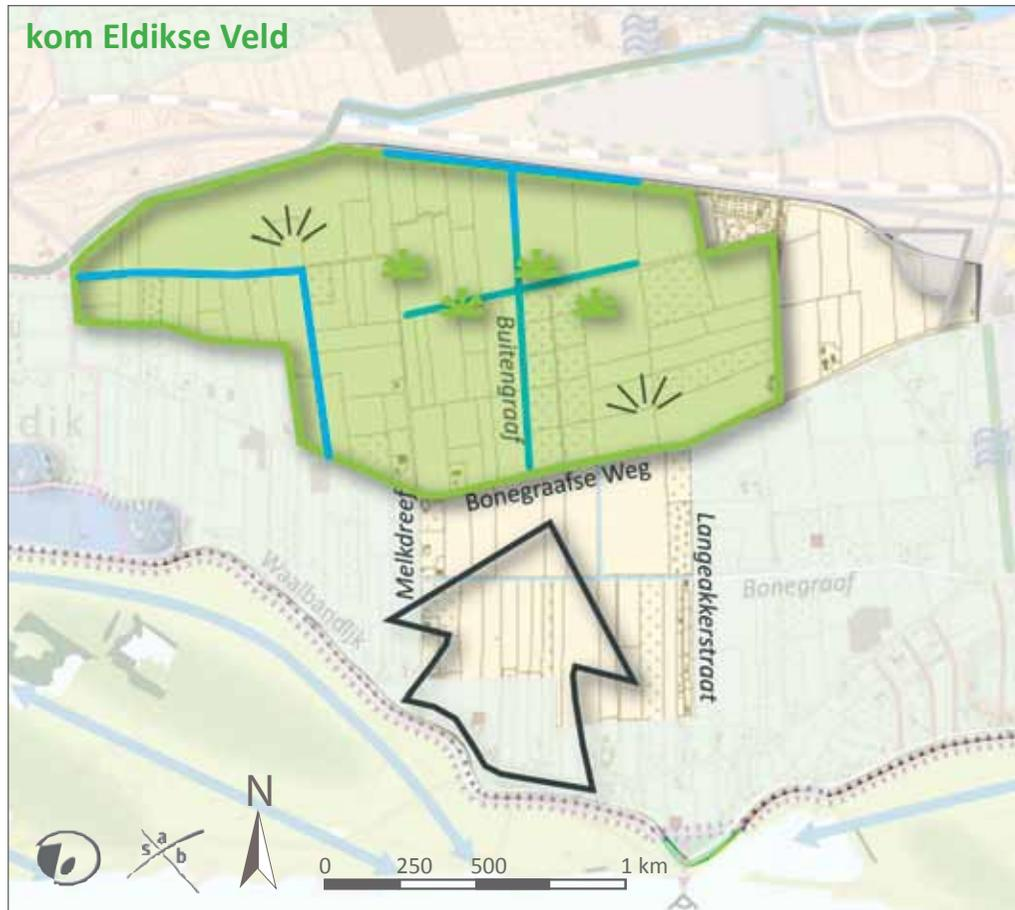 kom Eldikse Veld
Buitengraaf
Bonegraafse Weg
Melkdreef
Langeakkerstraat
Bonegraaf
Waalbandijk
dik
N
s a b
0 250 500 1 km